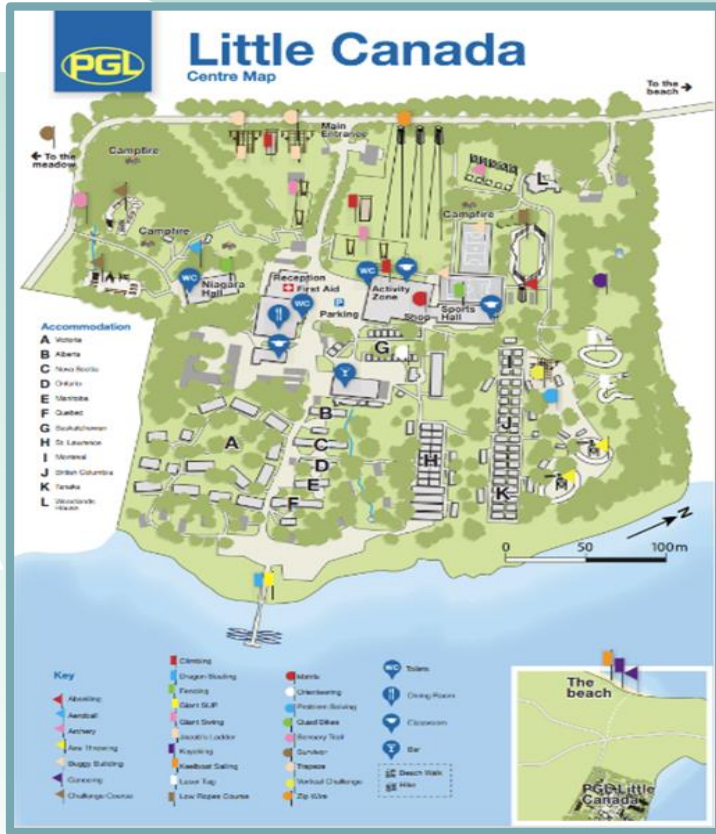 PGL
Little Canada
Centre Map
To the
beach →
Main
Entrance
← To the
meadow
Campfire
Campfire
Campfire
L
WC
Niagara
Hall
Reception
First Aid
WC
P
Parking
WC
Activity
Zone
Shop
Sports
Hall
G
I
A
B
C
D
E
F
H
J
K
N
0 50 100m
Accommodation
A Victoria
B Alberta
C Nova Scotia
D Ontario
E Manitoba
F Quebec
G Saskatchewan
H St. Lawrence
I Montreal
J British Columbia
K Tanaka
L Woodlands
House
Key
Abseiling
Aeroball
Archery
Axe Throwing
Buggy Building
Canoeing
Challenge Course
Climbing
Dragon Boating
Fencing
Giant SUP
Giant Swing
Jacob's Ladder
Kayaking
Keelboat Sailing
Laser Tag
Low Ropes Course
Matrix
Orienteering
Problem Solving
Quad Bikes
Sensory Trail
Survivor
Trapeze
Vertical Challenge
Zip Wire
WC Toilets
Dining Room
Classroom
Bar
Beach Walk
Hike
The
beach
PGL Little
Canada